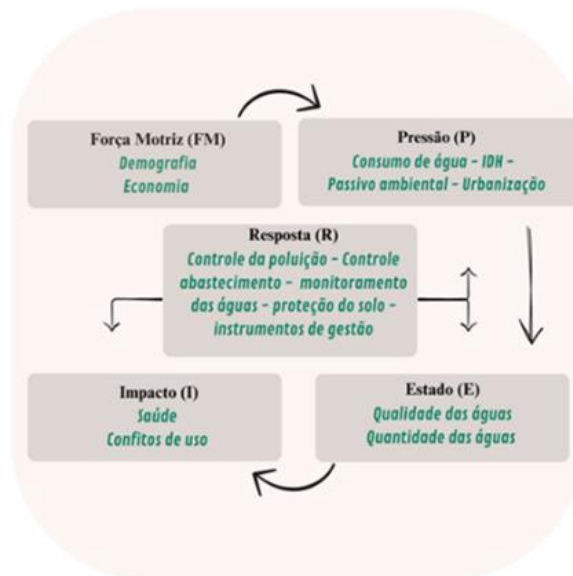 Força Motriz (FM)
Demografia
Economia
Pressão (P)
Consumo de água – IDH –
Passivo ambiental – Urbanização
Resposta (R)
Controle da poluição – Controle
abastecimento – monitoramento
das águas – proteção do solo –
instrumentos de gestão
Impacto (I)
Saúde
Confitos de uso
Estado (E)
Qualidade das águas
Quantidade das águas